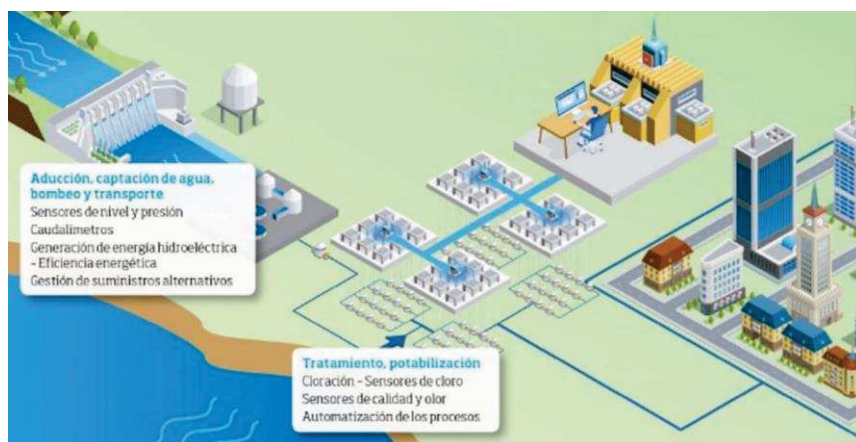 Aducción, captación de agua,
bombeo y transporte
Sensores de nivel y presión
Caudalímetros
Generación de energía hidroeléctrica
- Eficiencia energética
Gestión de suministros alternativos
Tratamiento, potabilización
Cloración - Sensores de cloro
Sensores de calidad y olor
Automatización de los procesos